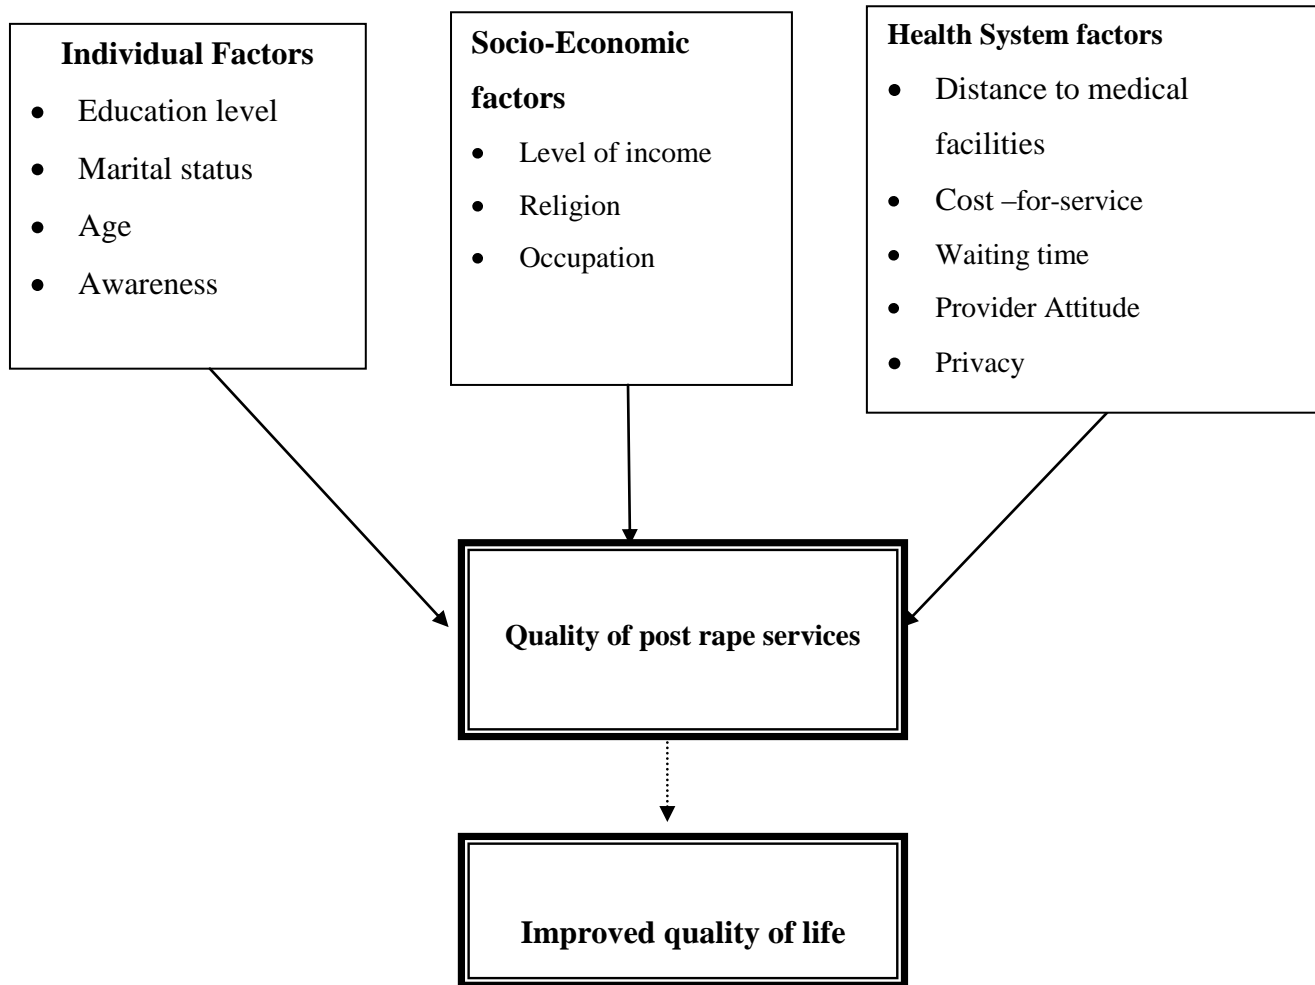 Individual Factors
• Education level
• Marital status
• Age
• Awareness
Socio-Economic
factors
• Level of income
• Religion
• Occupation
Health System factors
• Distance to medical
facilities
• Cost –for-service
• Waiting time
• Provider Attitude
• Privacy
Quality of post rape services
Improved quality of life